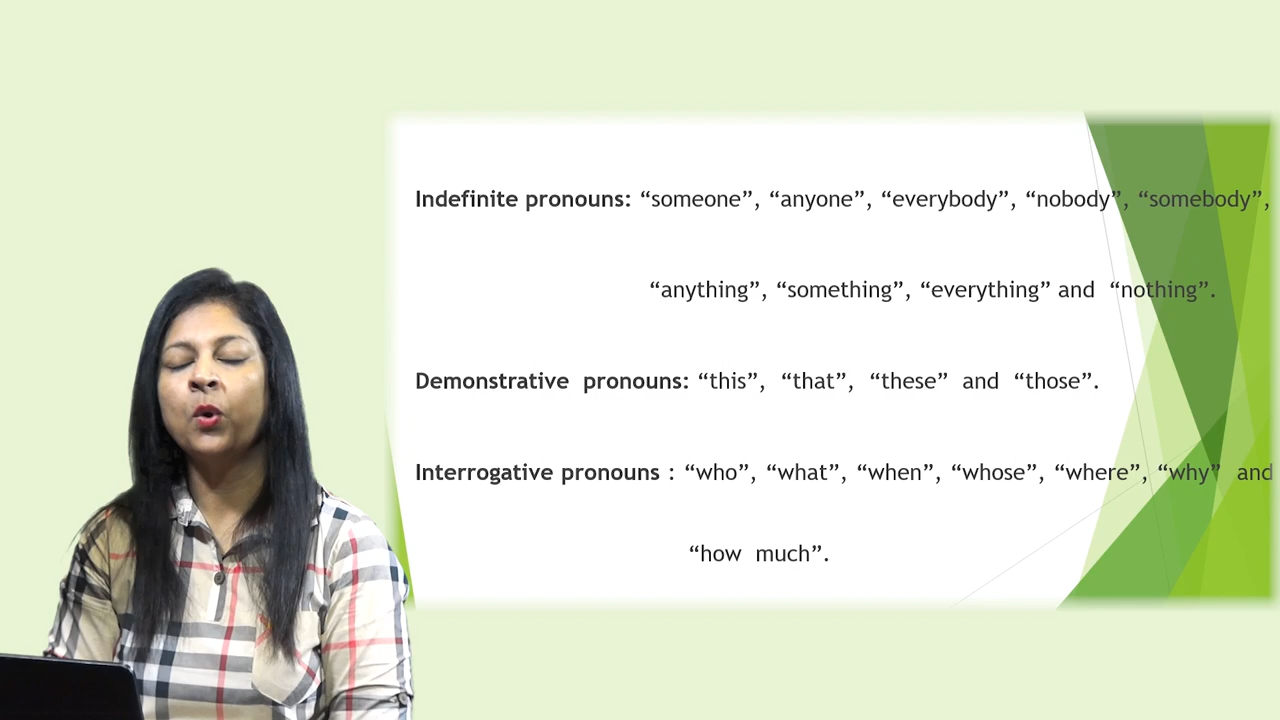 Indefinite pronouns: “someone”, “anyone”, “everybody”, “nobody”, “somebody”,
“anything”, “something”, “everything” and “nothing”.
Demonstrative pronouns: “this”, “that”, “these” and “those”.
Interrogative pronouns : “who”, “what”, “when”, “whose”, “where”, “why” and
“how much”.